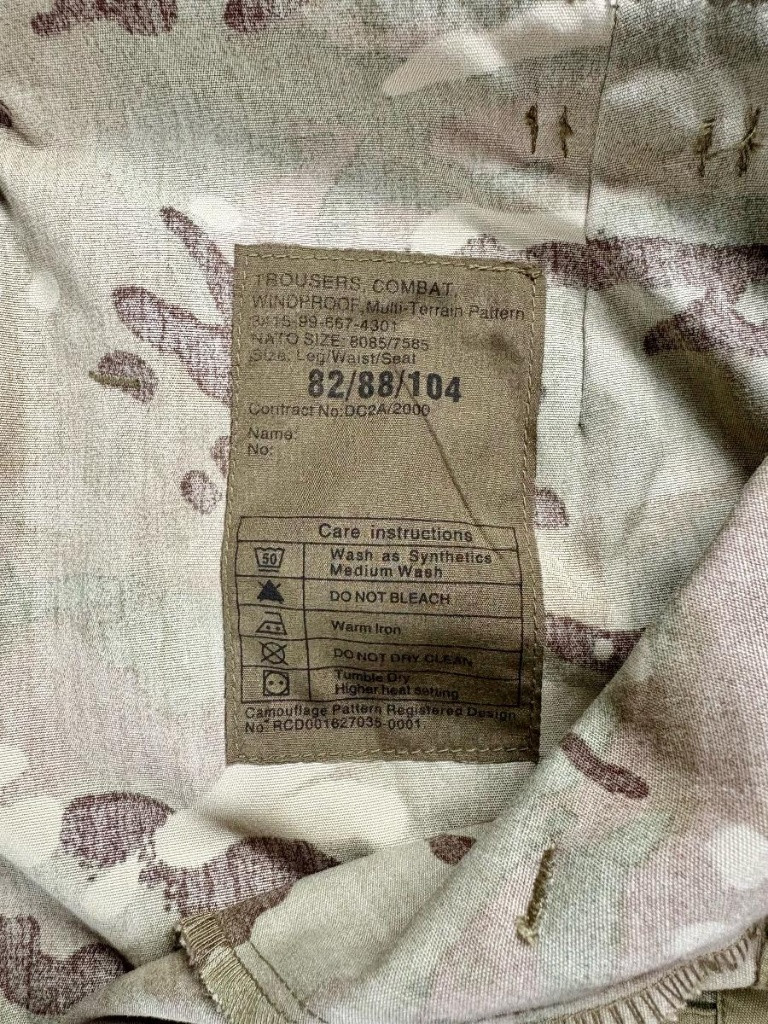 TROUSERS, COMBAT,
WINDPROOF, Multi-Terrain Pattern
3415-99-667-4301
NATO SIZE: 8085/7585
Size: Leg/Waist/Seat
82/88/104
Contract No:DC2A/2000
Name:
No:
Care instructions
50
Wash as Synthetics
Medium Wash
DO NOT BLEACH
Warm Iron
DO NOT DRY CLEAN
Tumble Dry
Higher heat setting
Camouflage Pattern Registered Design
No° RCD001627035-0001